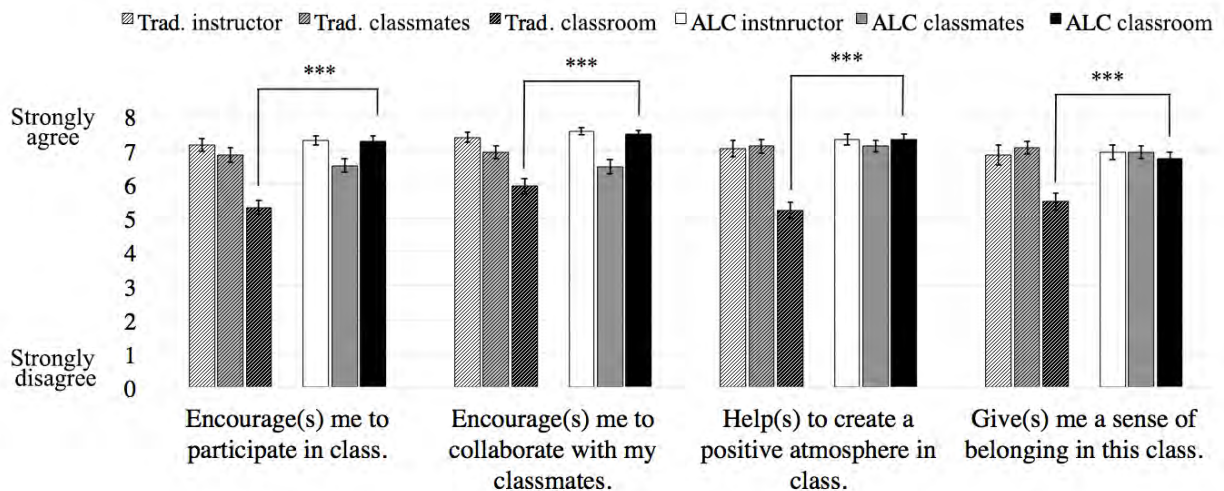 Trad. instructor Trad. classmates Trad. classroom ALC instnructor ALC classmates ALC classroom
*** *** *** ***
Strongly agree
8
7
6
5
4
3
2
1
Strongly disagree
0
Encourage(s) me to participate in class.
Encourage(s) me to collaborate with my classmates.
Help(s) to create a positive atmosphere in class.
Give(s) me a sense of belonging in this class.